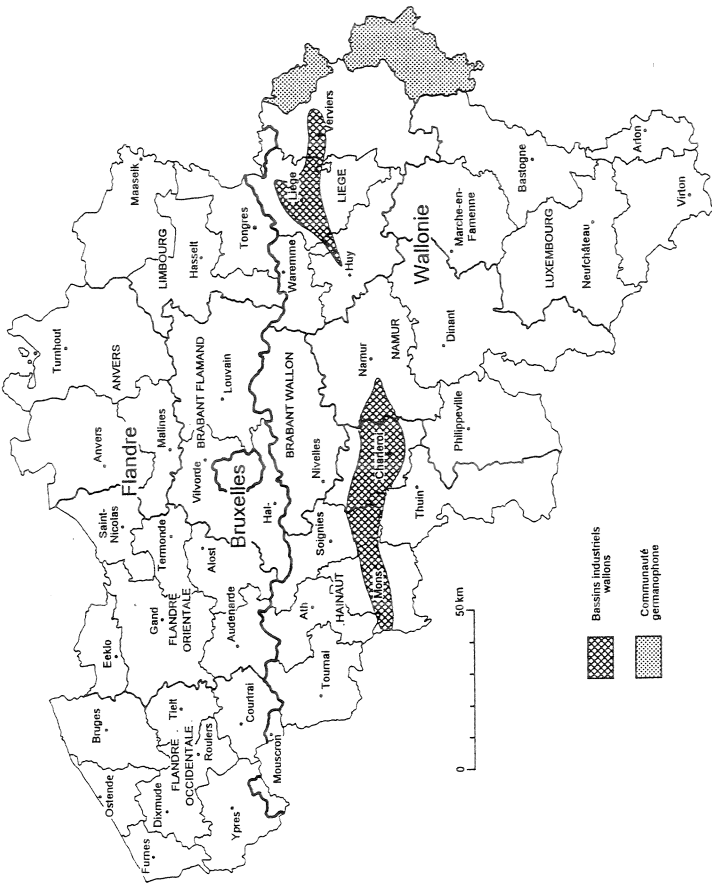 Furnes
Ostende
Dixmude
Bruges
Ypres
FLANDRE
OCCIDENTALE
Roulers
Tielt
Courtrai
Mouscron
Eeklo
Gand
FLANDRE
ORIENTALE
Audenarde
Saint-
Nicolas
Termonde
Alost
Flandre
Anvers
Malines
ANVERS
Turnhout
Vilvorde
BRABANT FLAMAND
Louvain
Bruxelles
Hal
LIMBOURG
Hasselt
Maaseik
Tongres
Tournai
Ath
HAINAUT
Mons
Soignies
BRABANT WALLON
Nivelles
Charleroi
Thuin
Namur
NAMUR
Philippeville
Dinant
Waremme
Huy
Liège
LIEGE
Verviers
Wallonie
Marche-en-
Famenne
Bastogne
LUXEMBOURG
Neufchâteau
Arlon
Virton
0
50 km
Bassins industriels
wallons
Communauté
germanophone